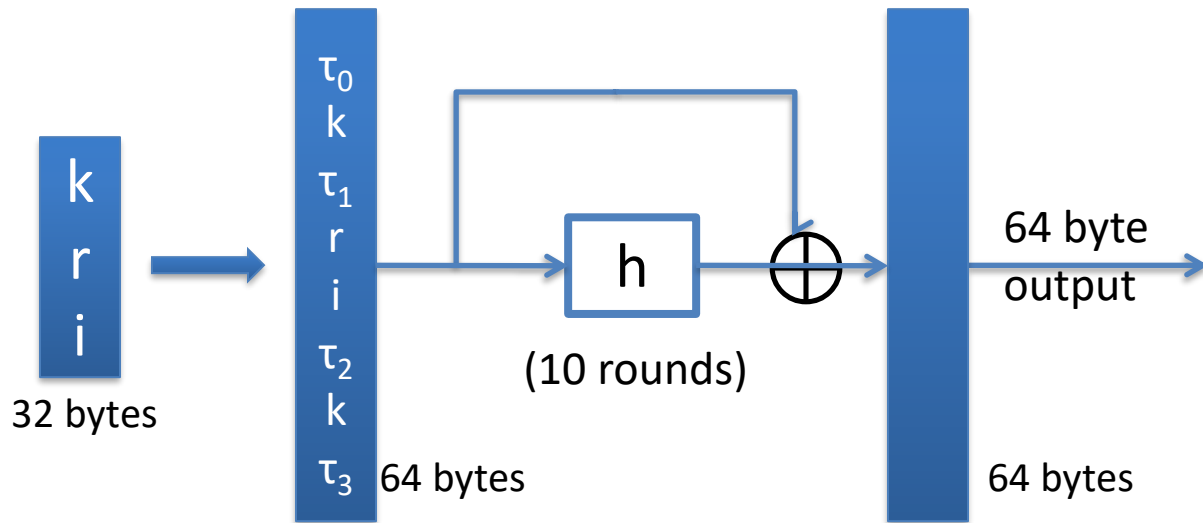 k
r
i
32 bytes
τ₀
k
τ₁
r
i
τ₂
k
τ₃
64 bytes
h
(10 rounds)
64 byte
output
64 bytes